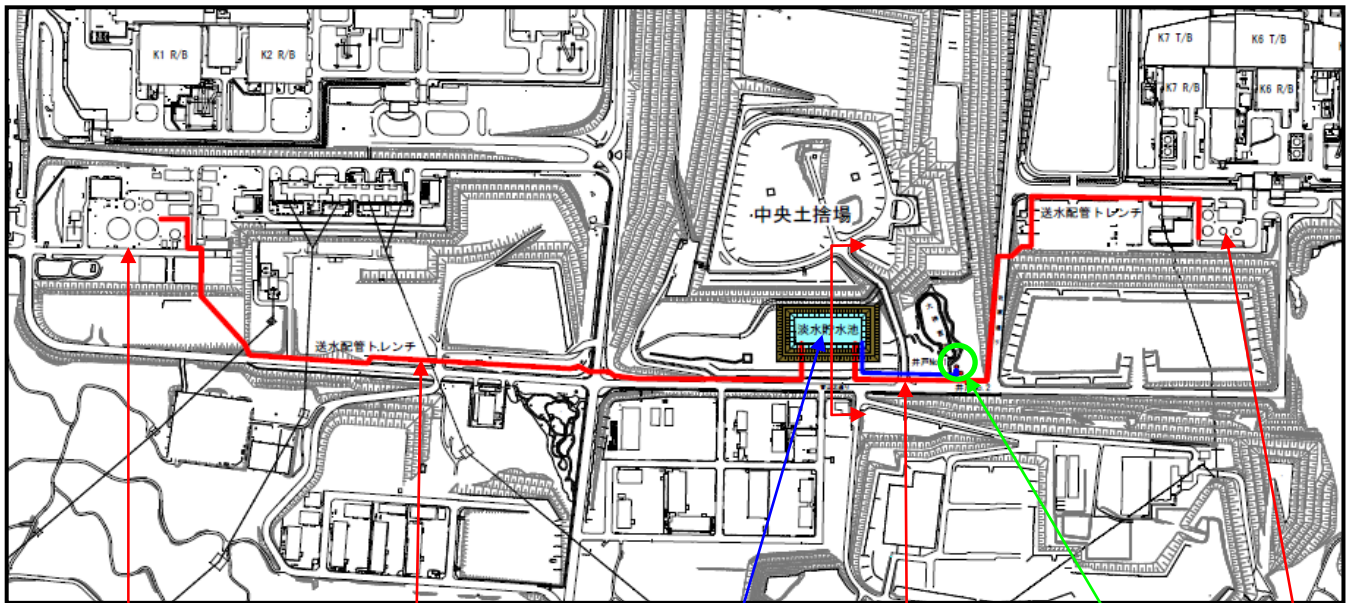 K1 R/B
K2 R/B
K7 T/B
K6 T/B
K7 R/B
K6 R/B
中央土捨場
送水配管トレンチ
淡水貯水池
送水配管トレンチ